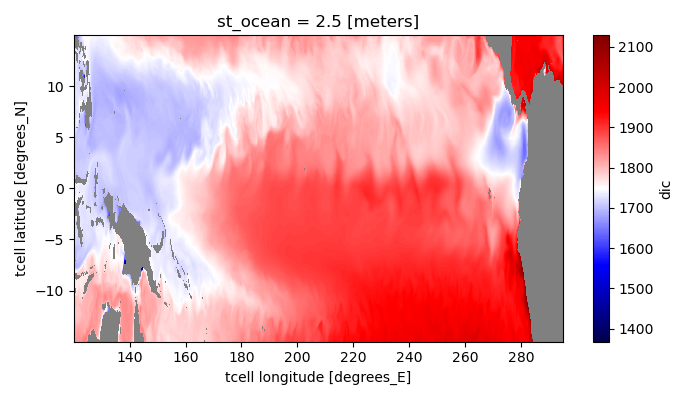 st_ocean = 2.5 [meters]
tcell latitude [degrees_N]
10
5
0
−5
−10
140 160 180 200 220 240 260 280
tcell longitude [degrees_E]
2100
2000
1900
1800
1700
1600
1500
1400
dic